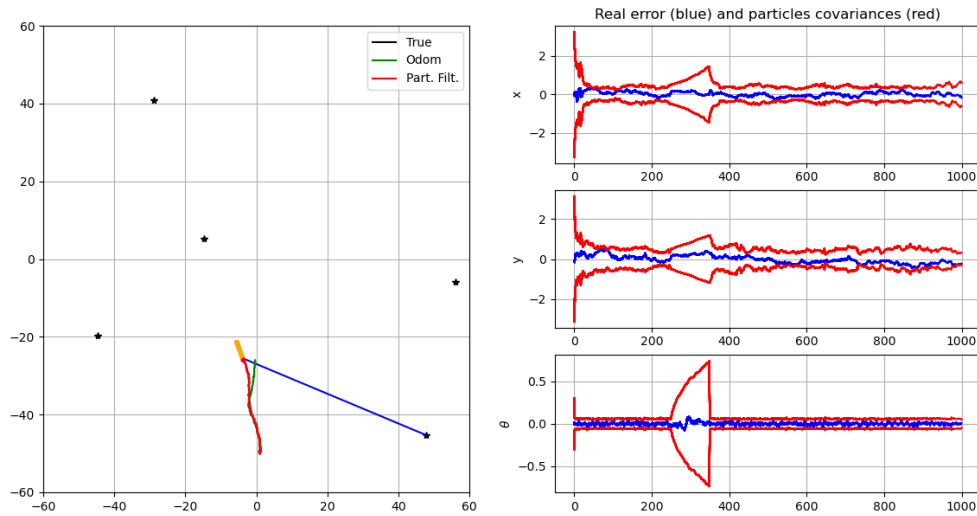 60
40
20
0
−20
−40
−60
−60 −40 −20 0 20 40 60
True
Odom
Part. Filt.
Real error (blue) and particles covariances (red)
x
2
0
−2
0 200 400 600 800 1000
y
2
0
−2
0 200 400 600 800 1000
θ
0.5
0.0
−0.5
0 200 400 600 800 1000